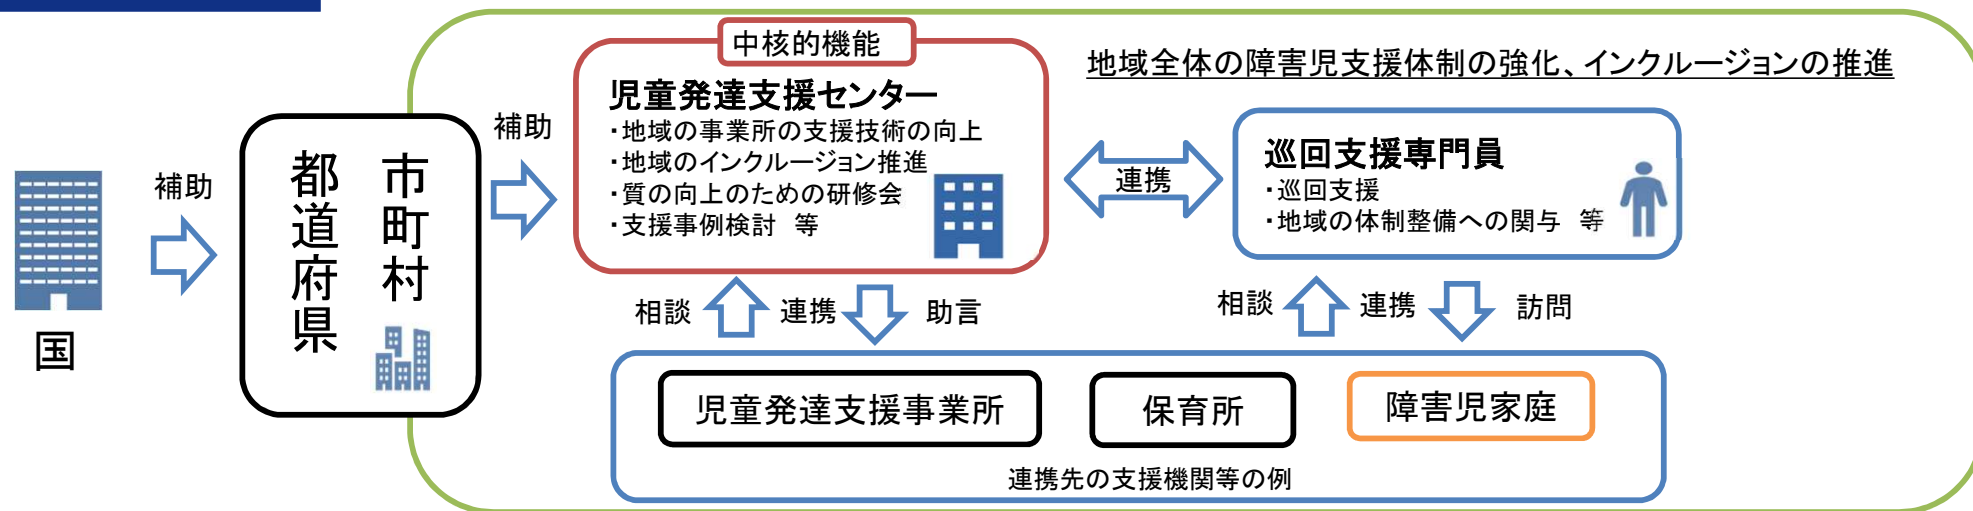 中核的機能
地域全体の障害児支援体制の強化、インクルージョンの推進
国
補助
都道府県
市町村
補助
児童発達支援センター
・地域の事業所の支援技術の向上
・地域のインクルージョン推進
・質の向上のための研修会
・支援事例検討　等
連携
巡回支援専門員
・巡回支援
・地域の体制整備への関与　等
相談
連携
助言
相談
連携
訪問
児童発達支援事業所
保育所
障害児家庭
連携先の支援機関等の例